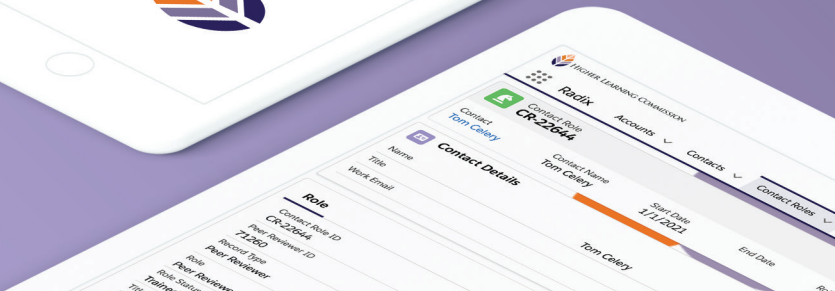 HIGHER LEARNING COMMISSION
Radix
Accounts
Contacts
Contact Roles
Contact Role
CR-22644
Contact
Tom Celery
Contact Name
Tom Celery
Start Date
1/1/2021
End Date
Contact Details
Name
Tom Celery
Title
Work Email
Role
Contact Role ID
CR-22644
Peer Reviewer ID
71260
Record Type
Peer Reviewer
Role
Peer Reviewer
Role Status